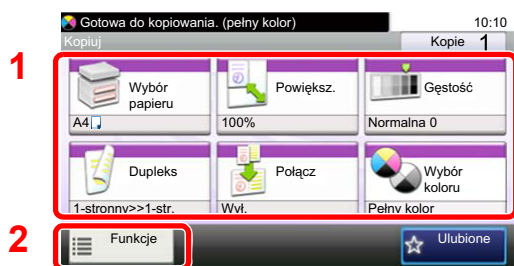 Gotowa do kopiowania. (pełny kolor)
10:10
Kopiuj
Kopie 1
1
Wybór
papieru
A4
Powiększ.
100%
Gęstość
Normalna 0
Dupleks
1-stronny>>1-str.
Połącz
Wył.
Wybór
koloru
Pełny kolor
2
Funkcje
Ulubione